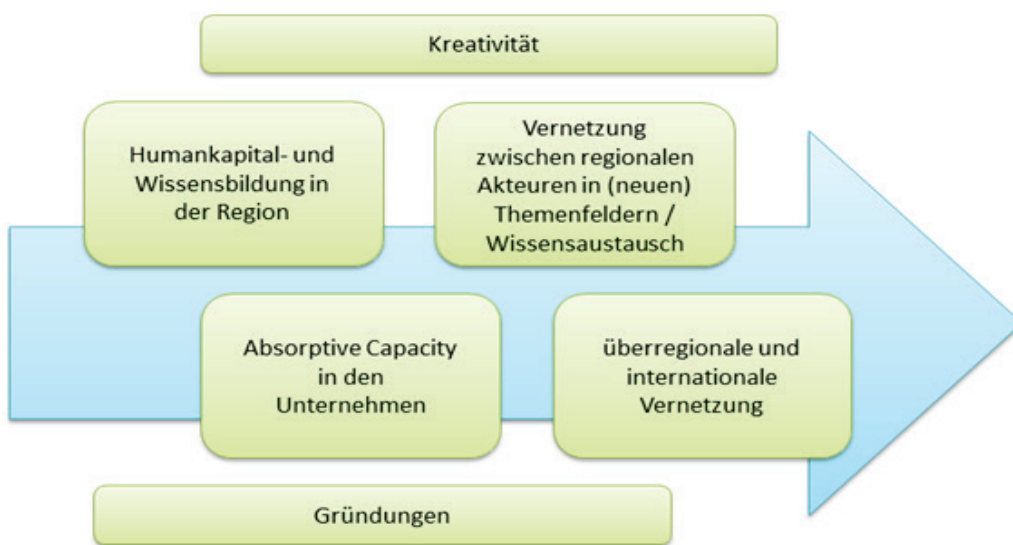 Kreativität
Humankapital- und
Wissensbildung in
der Region
Vernetzung
zwischen regionalen
Akteuren in (neuen)
Themenfeldern /
Wissensaustausch
Absorptive Capacity
in den
Unternehmen
überregionale und
internationale
Vernetzung
Gründungen